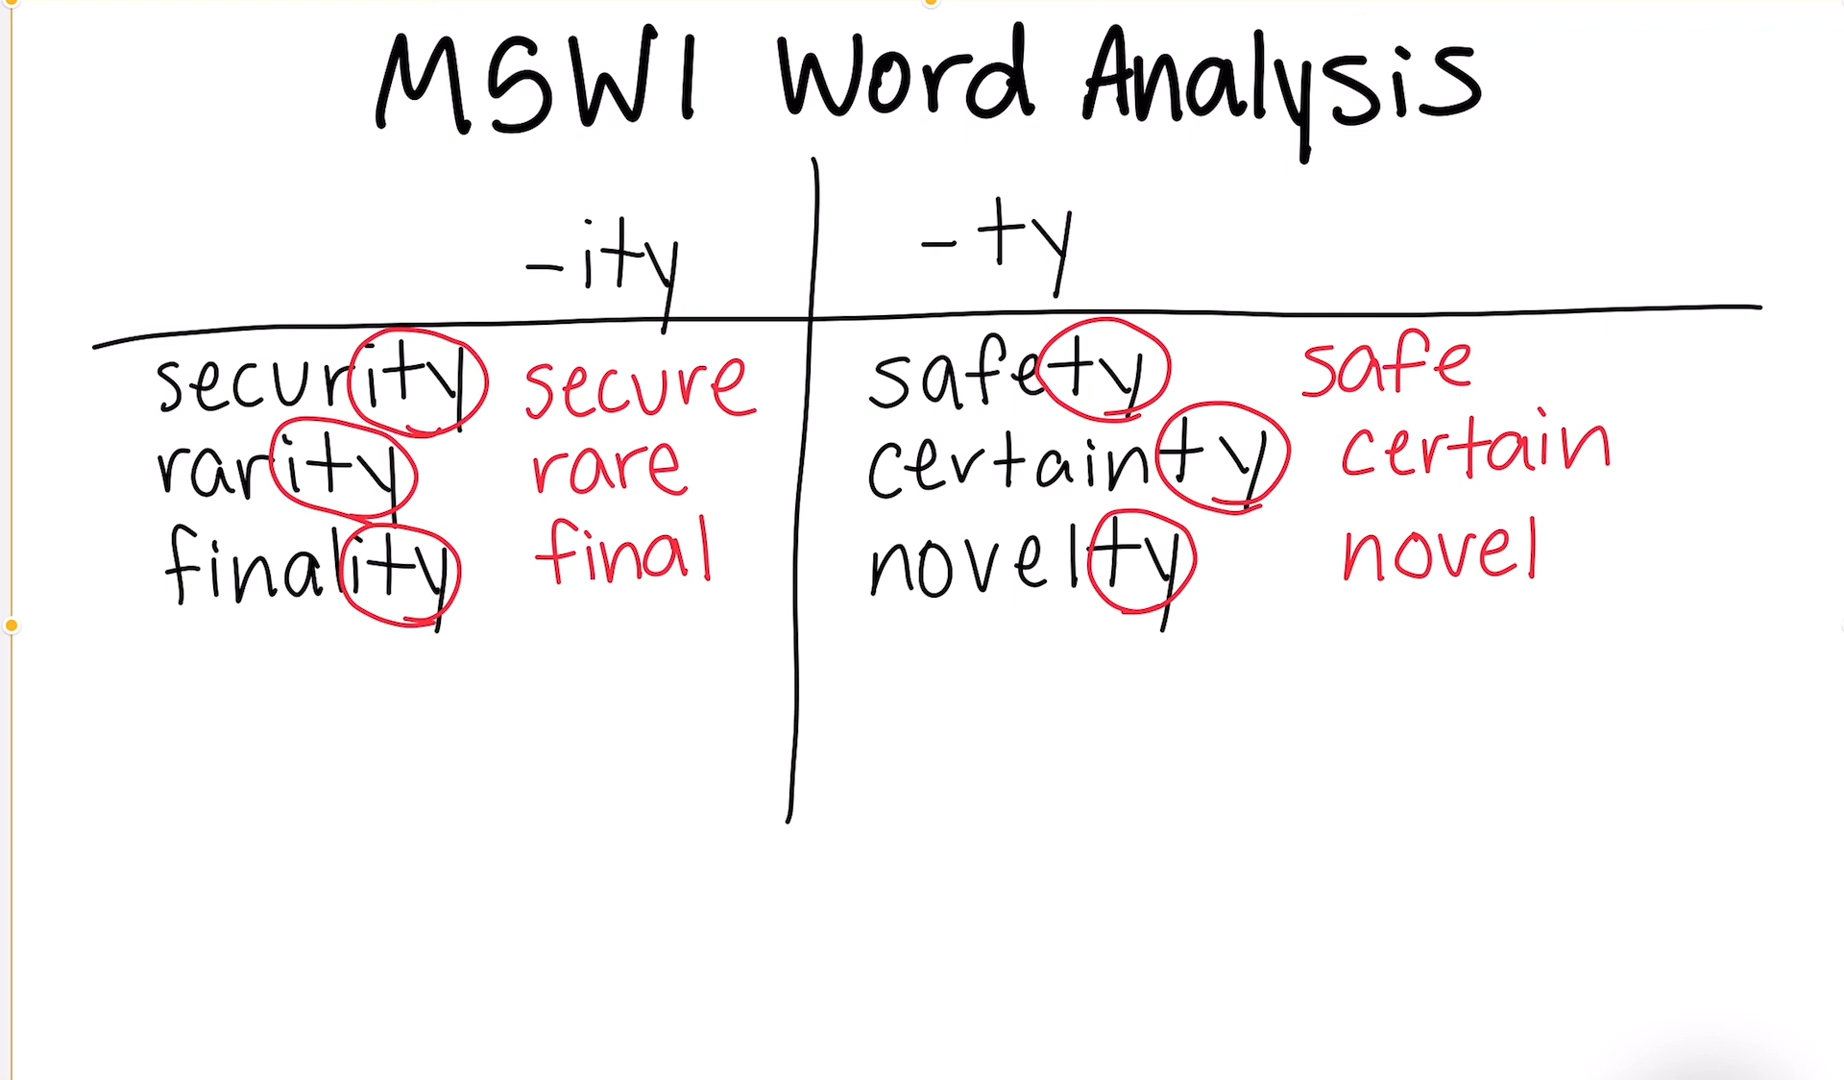 MSWI Word Analysis
-ity -ty
security secure safety safe
rarity rare certainty certain
finality final novelty novel